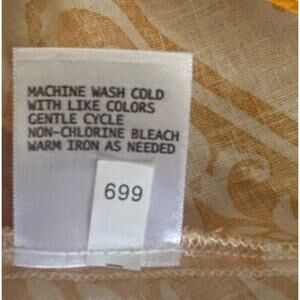 MACHINE WASH COLD
WITH LIKE COLORS
GENTLE CYCLE
NON-CHLORINE BLEACH
WARM IRON AS NEEDED
699